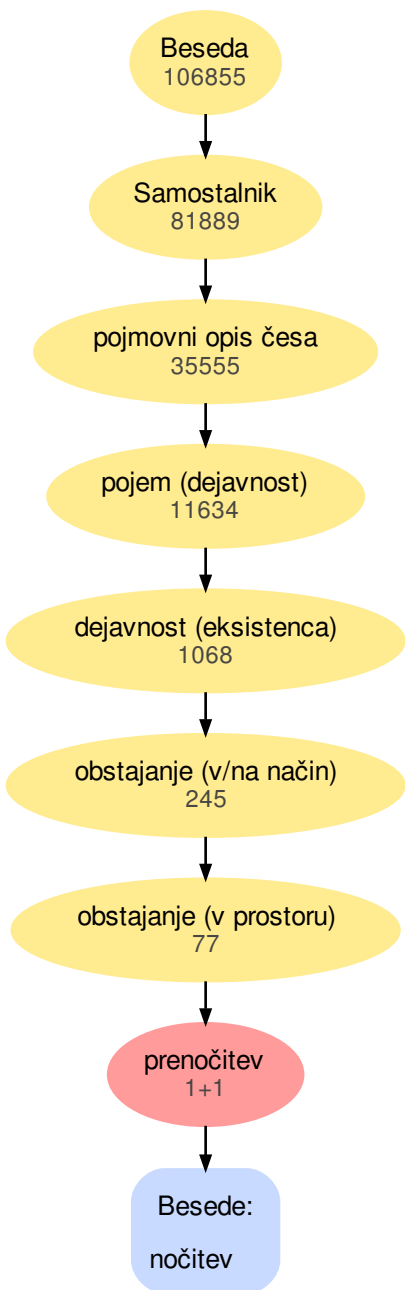 Beseda
106855
Samostalnik
81889
pojmovni opis česa
35555
pojem (dejavnost)
11634
dejavnost (eksistenca)
1068
obstajanje (v/na način)
245
obstajanje (v prostoru)
77
prenočitev
1+1
Besede:
nočitev